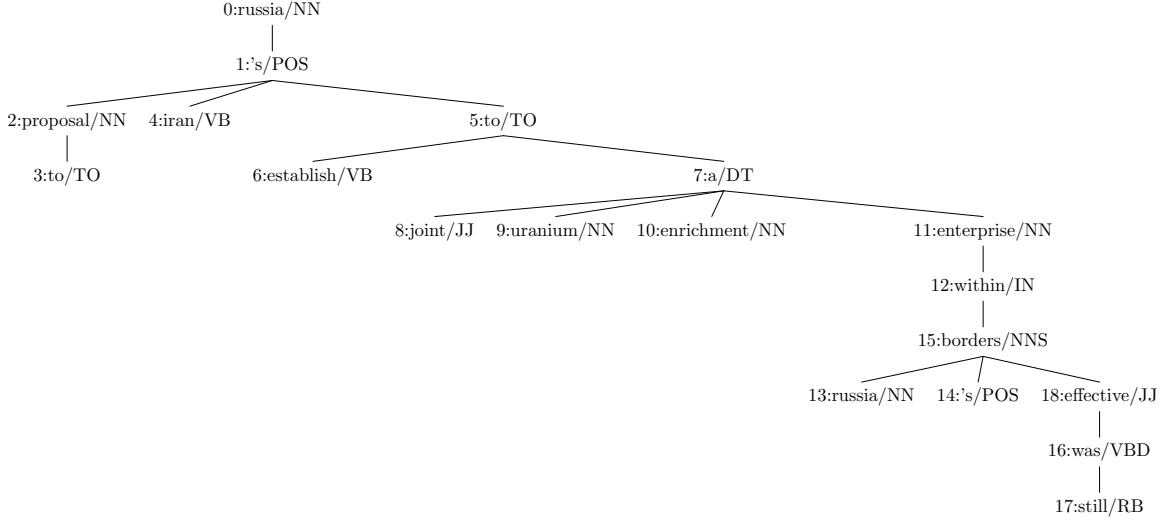 0:russia/NN
1:'s/POS
2:proposal/NN 4:iran/VB 5:to/TO
3:to/TO 6:establish/VB 7:a/DT
8:joint/JJ 9:uranium/NN 10:enrichment/NN 11:enterprise/NN
12:within/IN
15:borders/NNS
13:russia/NN 14:'s/POS 18:effective/JJ
16:was/VBD
17:still/RB